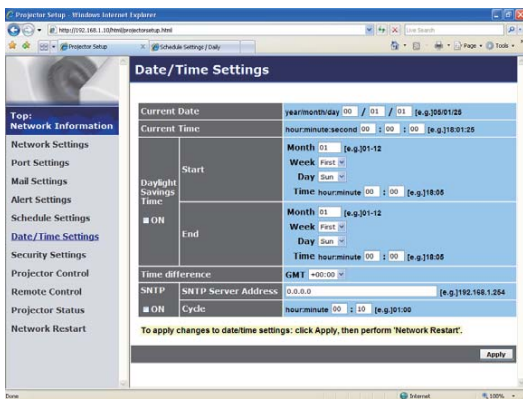 Projector Setup - Windows Internet Explorer
http://192.168.1.10/html/projectorsetup.html
Live Search
Projector Setup
Schedule Settings / Daily
Page
Tools
Date/Time Settings
Top:
Network Information
Network Settings
Port Settings
Mail Settings
Alert Settings
Schedule Settings
Date/Time Settings
Security Settings
Projector Control
Remote Control
Projector Status
Network Restart
Current Date year/month/day 00 / 01 / 01 [e.g.]05/01/25
Current Time hour:minute:second 00 : 00 : 00 [e.g.]18:01:25
Daylight Savings Time
ON
Start
Month 01 [e.g.]01-12
Week First
Day Sun
Time hour:minute 00 : 00 [e.g.]18:05
End
Month 01 [e.g.]01-12
Week First
Day Sun
Time hour:minute 00 : 00 [e.g.]18:05
Time difference GMT +00:00
SNTP SNTP Server Address 0.0.0.0 [e.g.]192.168.1.254
ON Cycle hour:minute 00 : 10 [e.g.]01:00
To apply changes to date/time settings: click Apply, then perform 'Network Restart'.
Apply
Done
Internet
100%